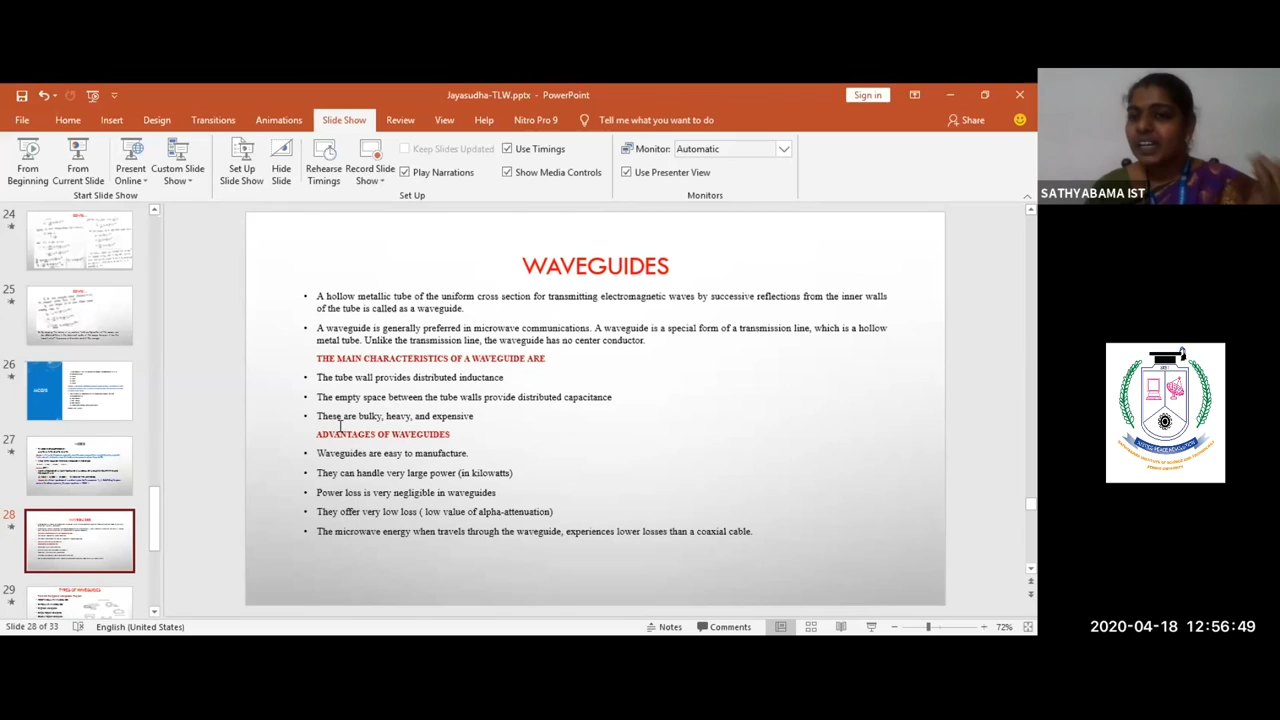 Jayasudha-TLW.pptx - PowerPoint
Sign in
File Home Insert Design Transitions Animations Slide Show Review View Help Nitro Pro 9 Tell me what you want to do Share
From Beginning
From Current Slide
Present Online
Custom Slide Show
Start Slide Show
Set Up Slide Show
Hide Slide
Rehearse Timings
Record Slide Show
Keep Slides Updated
Play Narrations
Use Timings
Show Media Controls
Set Up
Monitor: Automatic
Use Presenter View
Monitors
SATHYABAMA IST
24
25
26
27
28
29
TYPES OF WAVEGUIDES
WAVEGUIDES
• A hollow metallic tube of the uniform cross section for transmitting electromagnetic waves by successive reflections from the inner walls
of the tube is called as a waveguide.
• A waveguide is generally preferred in microwave communications. A waveguide is a special form of a transmission line, which is a hollow
metal tube. Unlike the transmission line, the waveguide has no center conductor.
THE MAIN CHARACTERISTICS OF A WAVEGUIDE ARE
• The tube wall provides distributed inductance
• The empty space between the tube walls provide distributed capacitance
• These are bulky, heavy, and expensive
ADVANTAGES OF WAVEGUIDES
• Waveguides are easy to manufacture.
• They can handle very large power (in kilowatts)
• Power loss is very negligible in waveguides
• They offer very low loss ( low value of alpha-attenuation)
• The microwave energy when travels through the waveguide, experiences lower losses than a coaxial cable.
Slide 28 of 33 English (United States) Notes Comments 72%
2020-04-18 12:56:49